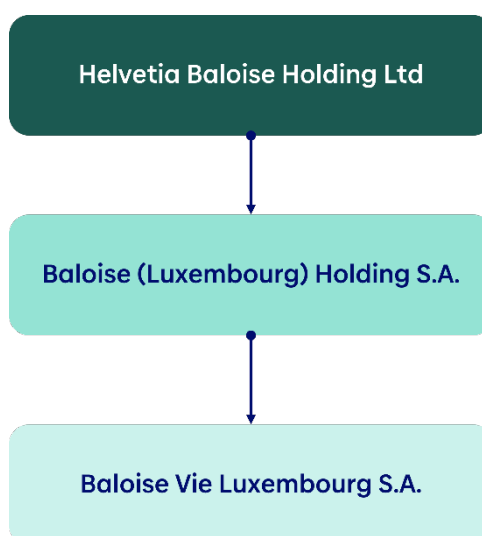 Helvetia Baloise Holding Ltd
Baloise (Luxembourg) Holding S.A.
Baloise Vie Luxembourg S.A.